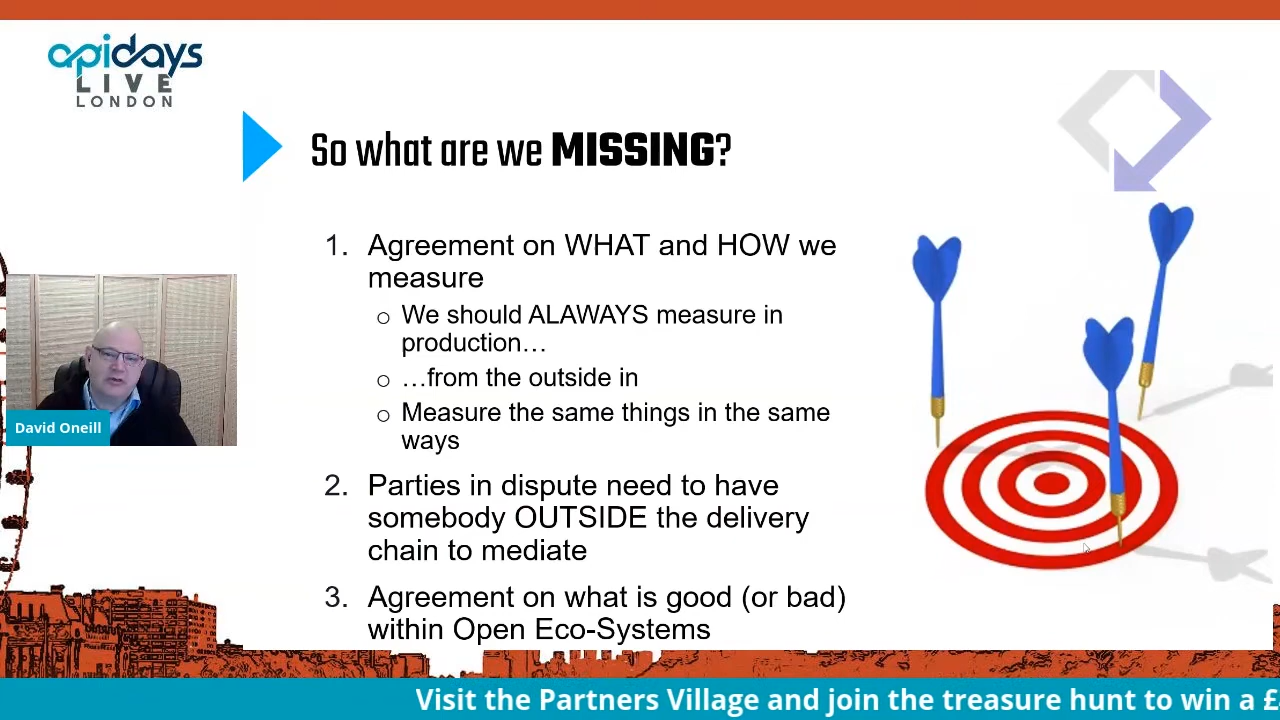 apidays
LIVE
LONDON
So what are we MISSING?
1. Agreement on WHAT and HOW we
measure
o We should ALAWAYS measure in
production…
o …from the outside in
o Measure the same things in the same
ways
2. Parties in dispute need to have
somebody OUTSIDE the delivery
chain to mediate
3. Agreement on what is good (or bad)
within Open Eco-Systems
David Oneill
Visit the Partners Village and join the treasure hunt to win a £